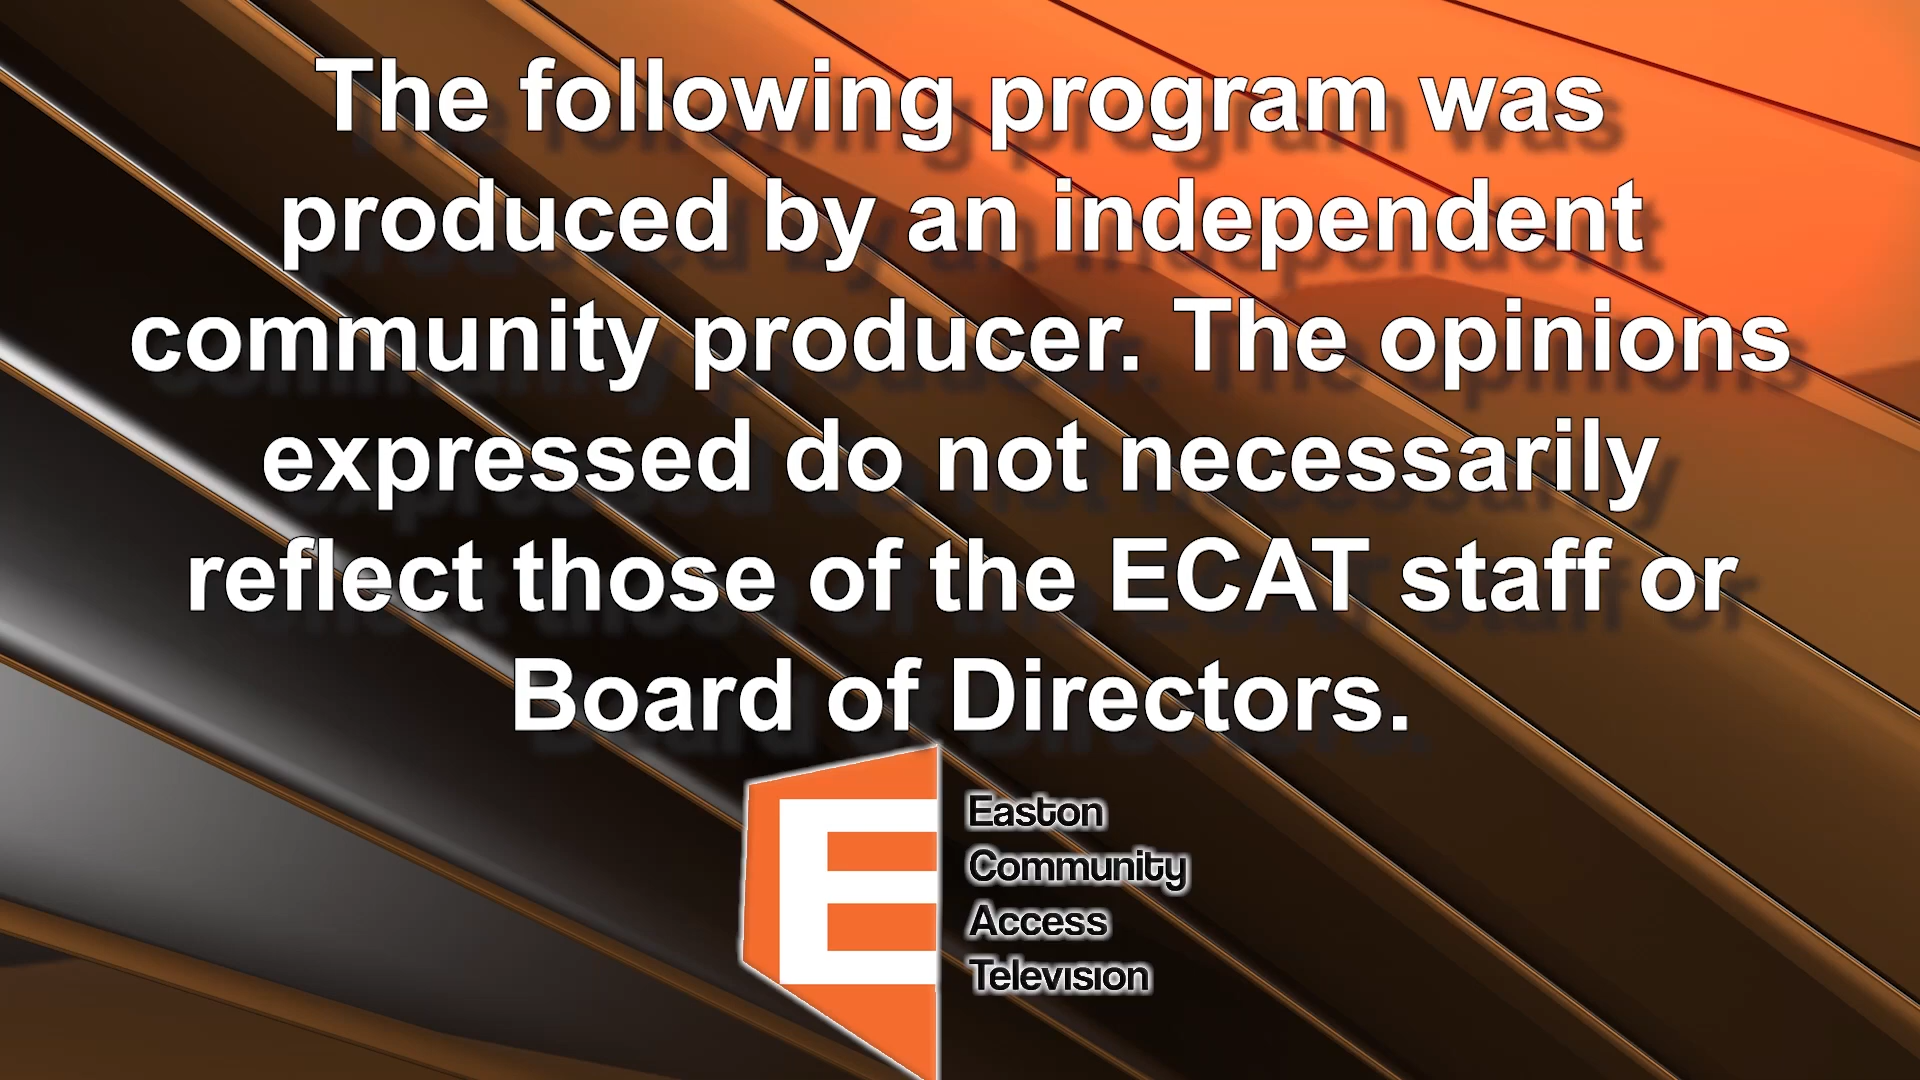 The following program was
produced by an independent
community producer. The opinions
expressed do not necessarily
reflect those of the ECAT staff or
Board of Directors.
E
Easton
Community
Access
Television